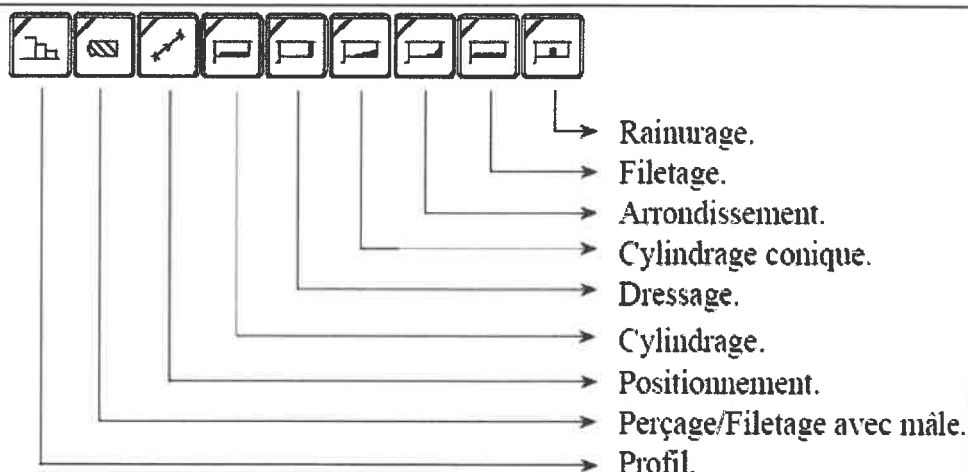 Rainurage.
Filetage.
Arrondissement.
Cylindrage conique.
Dressage.
Cylindrage.
Positionnement.
Perçage/Filetage avec mâle.
Profil.